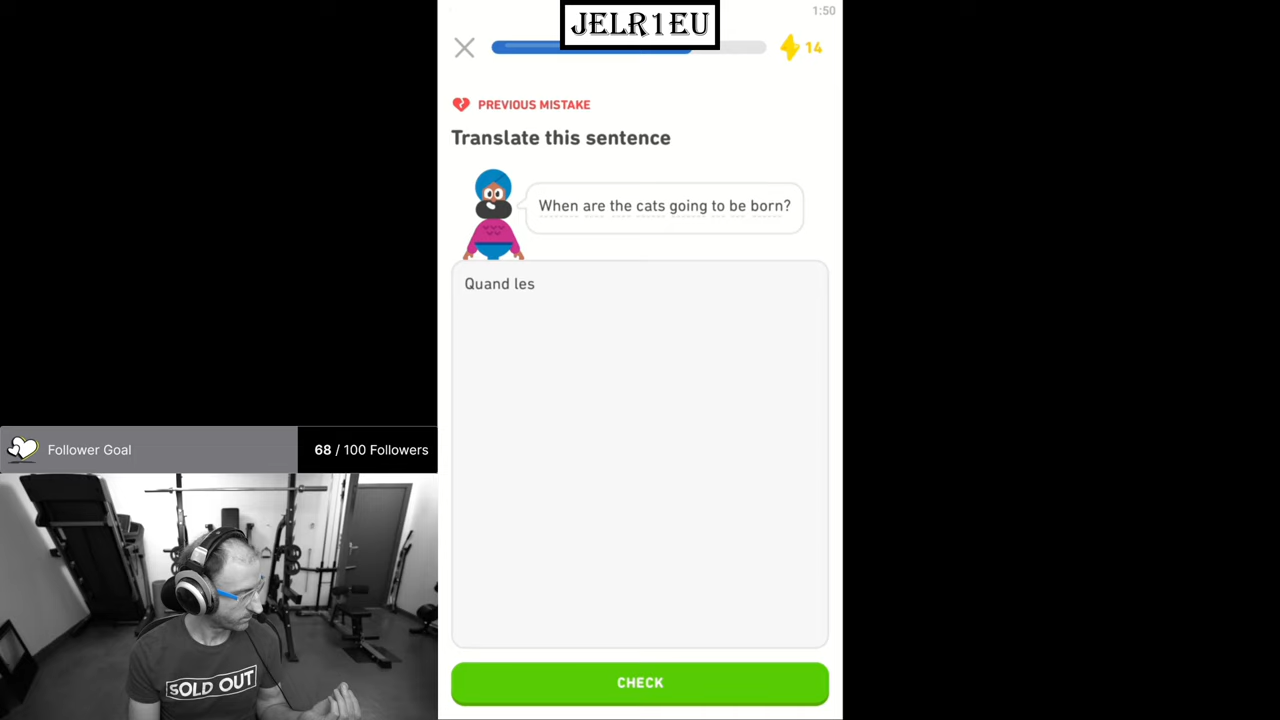 JELR1EU
1:50
14
PREVIOUS MISTAKE
Translate this sentence
When are the cats going to be born?
Quand les
Follower Goal
68 / 100 Followers
SOLD OUT
CHECK